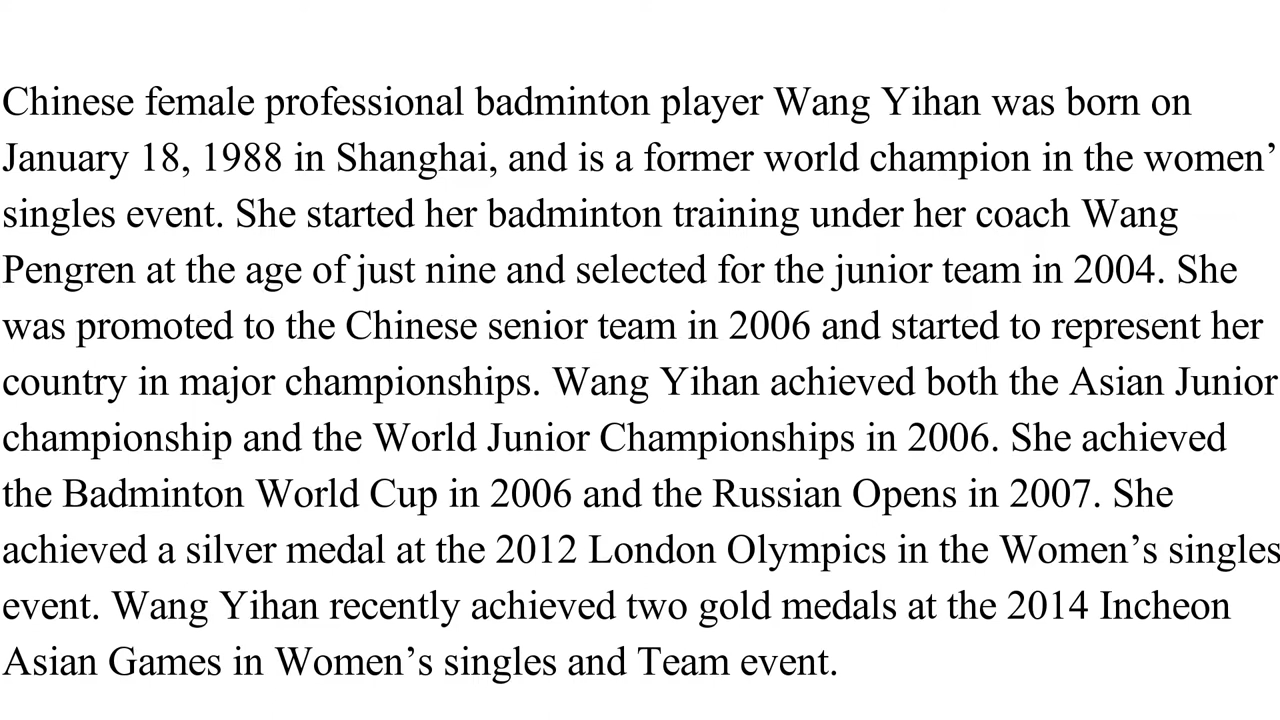 Chinese female professional badminton player Wang Yihan was born on
January 18, 1988 in Shanghai, and is a former world champion in the women’
singles event. She started her badminton training under her coach Wang
Pengren at the age of just nine and selected for the junior team in 2004. She
was promoted to the Chinese senior team in 2006 and started to represent her
country in major championships. Wang Yihan achieved both the Asian Junior
championship and the World Junior Championships in 2006. She achieved
the Badminton World Cup in 2006 and the Russian Opens in 2007. She
achieved a silver medal at the 2012 London Olympics in the Women’s singles
event. Wang Yihan recently achieved two gold medals at the 2014 Incheon
Asian Games in Women’s singles and Team event.